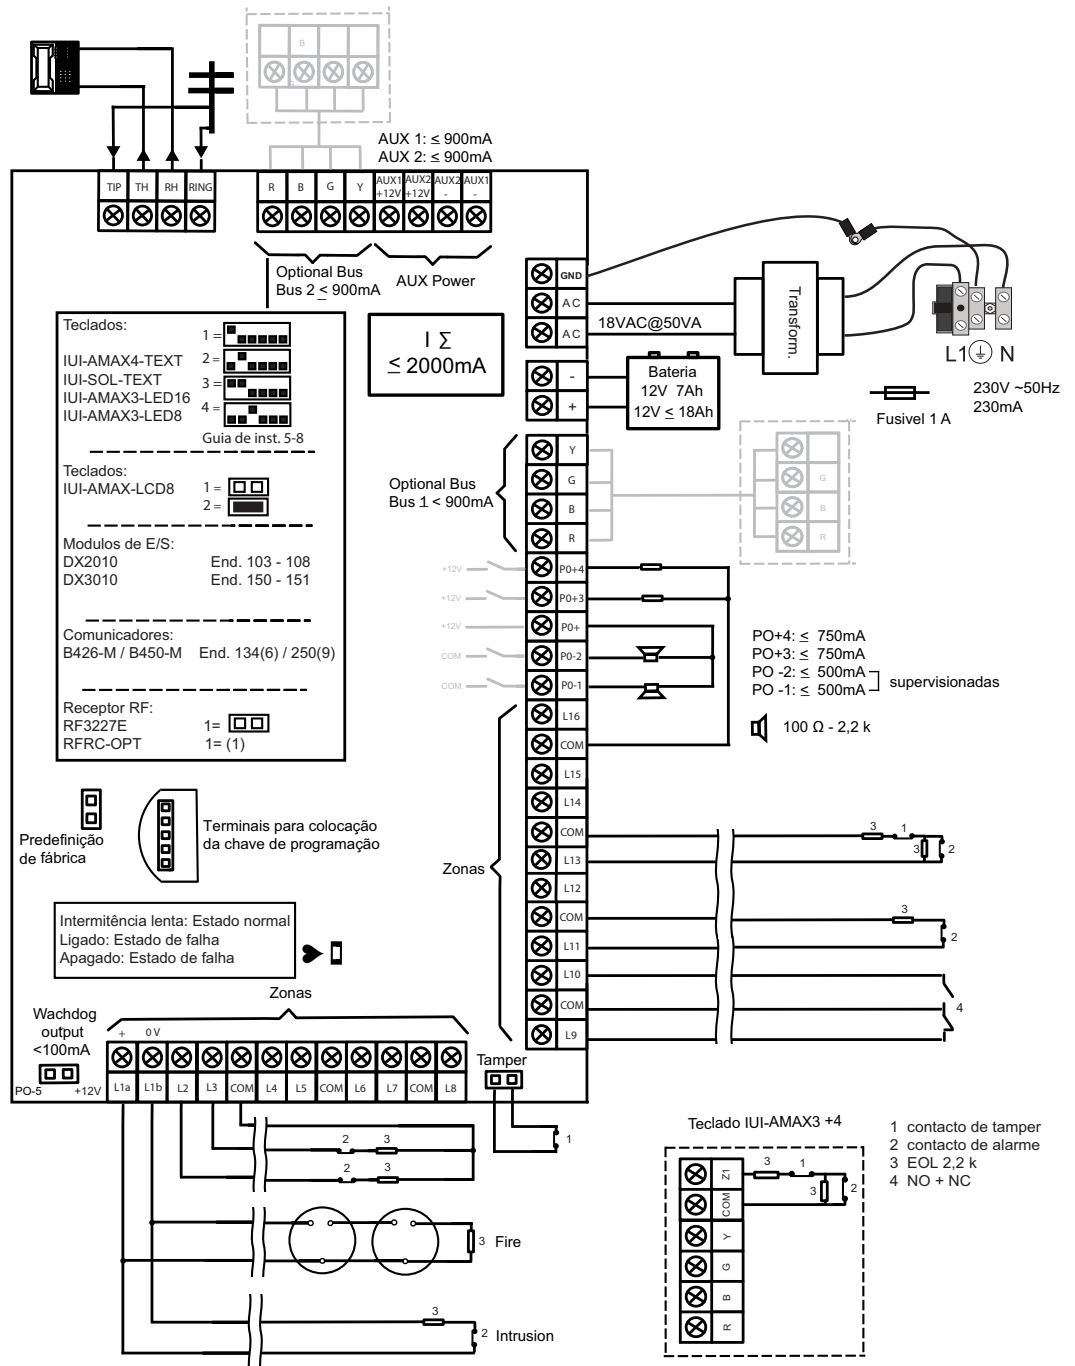 B
AUX 1: ≤ 900mA
AUX 2: ≤ 900mA
TIP TH RH RING
R B G Y AUX1 +12V AUX2 +12V AUX2 - AUX1 -
Optional Bus
Bus 2 ≤ 900mA
AUX Power
GND
AC
AC
18VAC@50VA
Transform.
L1 N
230V ~50Hz
230mA
Fusivel 1 A
I Σ
≤ 2000mA
-
+
Bateria
12V 7Ah
12V ≤ 18Ah
Teclados:
1 =
IUI-AMAX4-TEXT 2 =
IUI-SOL-TEXT
IUI-AMAX3-LED16 3 =
IUI-AMAX3-LED8 4 =
Guia de inst. 5-8
Teclados:
IUI-AMAX-LCD8 1 =
2 =
Modulos de E/S:
DX2010 End. 103 - 108
DX3010 End. 150 - 151
Comunicadores:
B426-M / B450-M End. 134(6) / 250(9)
Receptor RF:
RF3227E 1=
RFRC-OPT 1= (1)
Optional Bus
Bus 1 < 900mA
Y
G
B
R
G
B
R
+12V P0+4
+12V P0+3
+12V P0+
COM P0-2
COM P0-1
PO+4: ≤ 750mA
PO+3: ≤ 750mA
PO -2: ≤ 500mA
PO -1: ≤ 500mA
supervisionadas
100 Ω - 2,2 k
Zonas
L16
COM
L15
L14
COM
L13
L12
COM
L11
L10
COM
L9
3 1
3 2
3
2
4
Predefinição
de fábrica
Terminais para colocação
da chave de programação
Intermitência lenta: Estado normal
Ligado: Estado de falha
Apagado: Estado de falha
Zonas
Wachdog
output
<100mA
PO-5 +12V
+ 0 V
L1a L1b L2 L3 COM L4 L5 COM L6 L7 COM L8
Tamper
1
2 3
2 3
3 Fire
3
2 Intrusion
Teclado IUI-AMAX3 +4
Z1
COM
Y
G
B
R
3 1
3 2
1 contacto de tamper
2 contacto de alarme
3 EOL 2,2 k
4 NO + NC